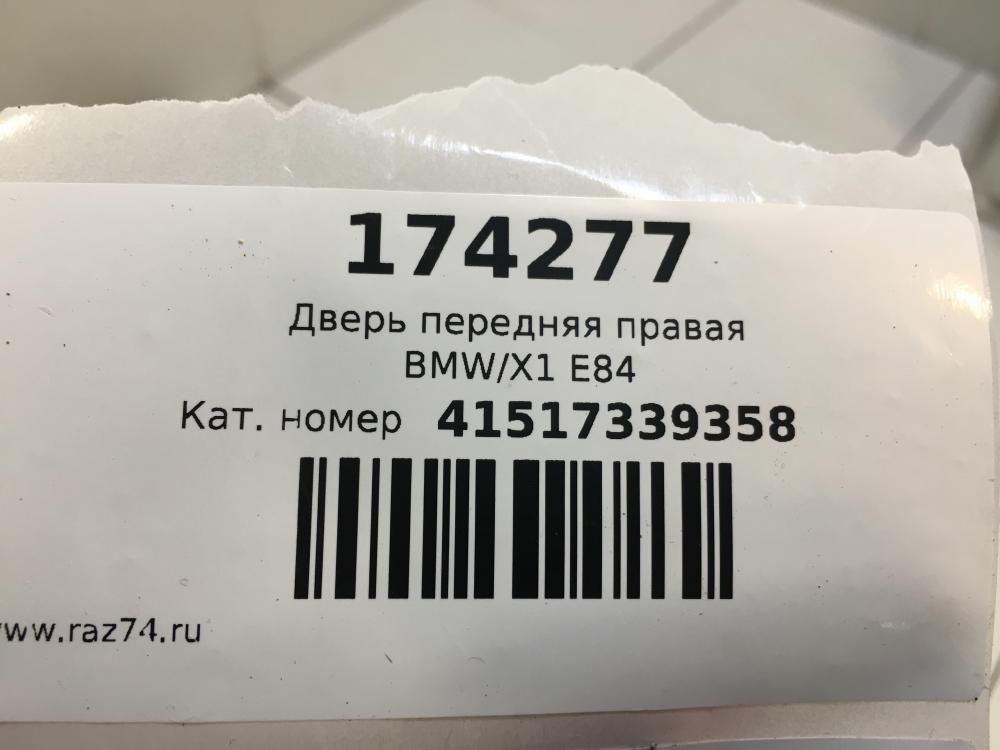 174277
Дверь передняя правая
BMW/X1 E84
Кат. номер 41517339358
www.raz74.ru